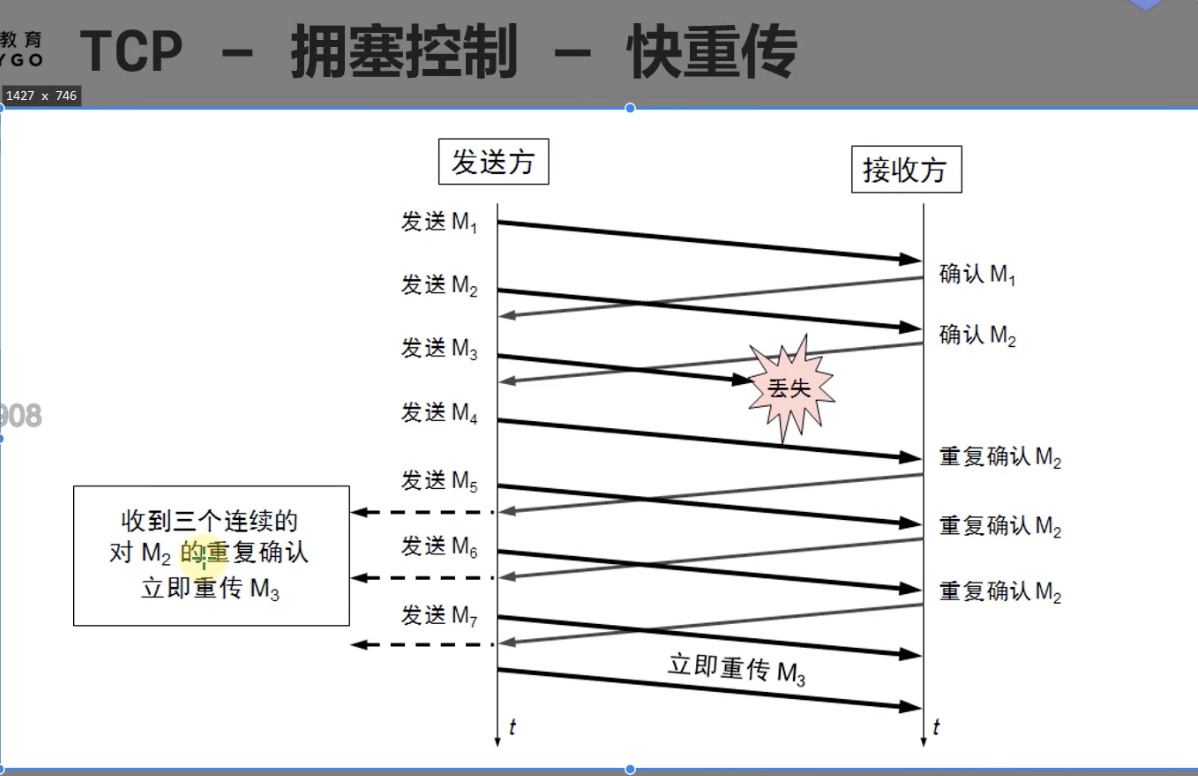 教育
YGO
TCP - 拥塞控制 - 快重传
1427 x 746
发送方
接收方
发送 M1
确认 M1
发送 M2
确认 M2
发送 M3
丢失
发送 M4
重复确认 M2
908
发送 M5
重复确认 M2
收到三个连续的
对 M2 的重复确认
立即重传 M3
发送 M6
重复确认 M2
发送 M7
立即重传 M3
t
t